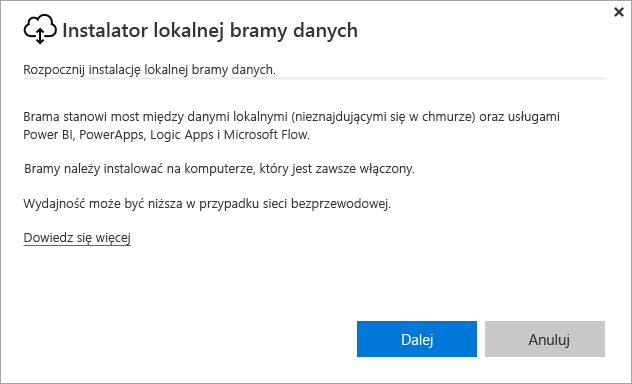 Instalator lokalnej bramy danych
Rozpocznij instalację lokalnej bramy danych.
Brama stanowi most między danymi lokalnymi (nieznajdującymi się w chmurze) oraz usługami
Power BI, PowerApps, Logic Apps i Microsoft Flow.
Bramy należy instalować na komputerze, który jest zawsze włączony.
Wydajność może być niższa w przypadku sieci bezprzewodowej.
Dowiedz się więcej
Dalej
Anuluj